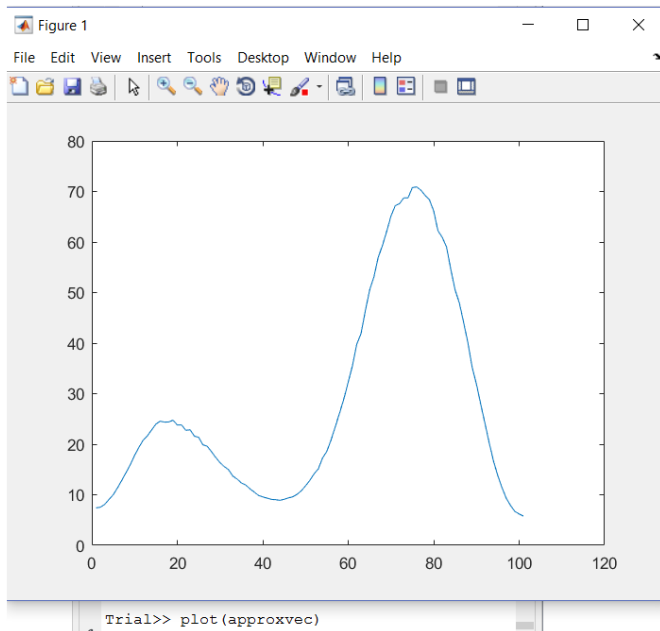 Figure 1
File Edit View Insert Tools Desktop Window Help
80
70
60
50
40
30
20
10
0
0 20 40 60 80 100 120
Trial>> plot(approxvec)